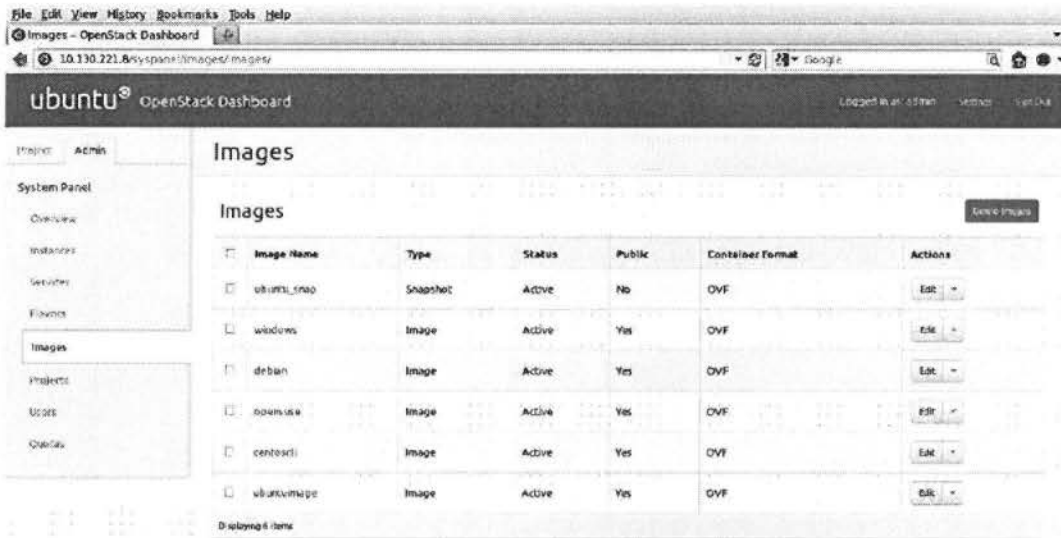 File Edit View History Bookmarks Tools Help
Images - OpenStack Dashboard
10.130.221.8/syspanel/images/images/ Google
ubuntu® OpenStack Dashboard Logged in as: admin Settings Sign Out
Project Admin
Images
System Panel
Overview
Instances
Services
Flavors
Images
Projects
Users
Quotas
Images
Delete Images
Image Name Type Status Public Container Format Actions
ubuntu_snap Snapshot Active No OVF Edit
windows Image Active Yes OVF Edit
debian Image Active Yes OVF Edit
opensuse Image Active Yes OVF Edit
Image Active Yes OVF Edit
ubuntuimage Image Active Yes OVF Edit
Displaying 6 items